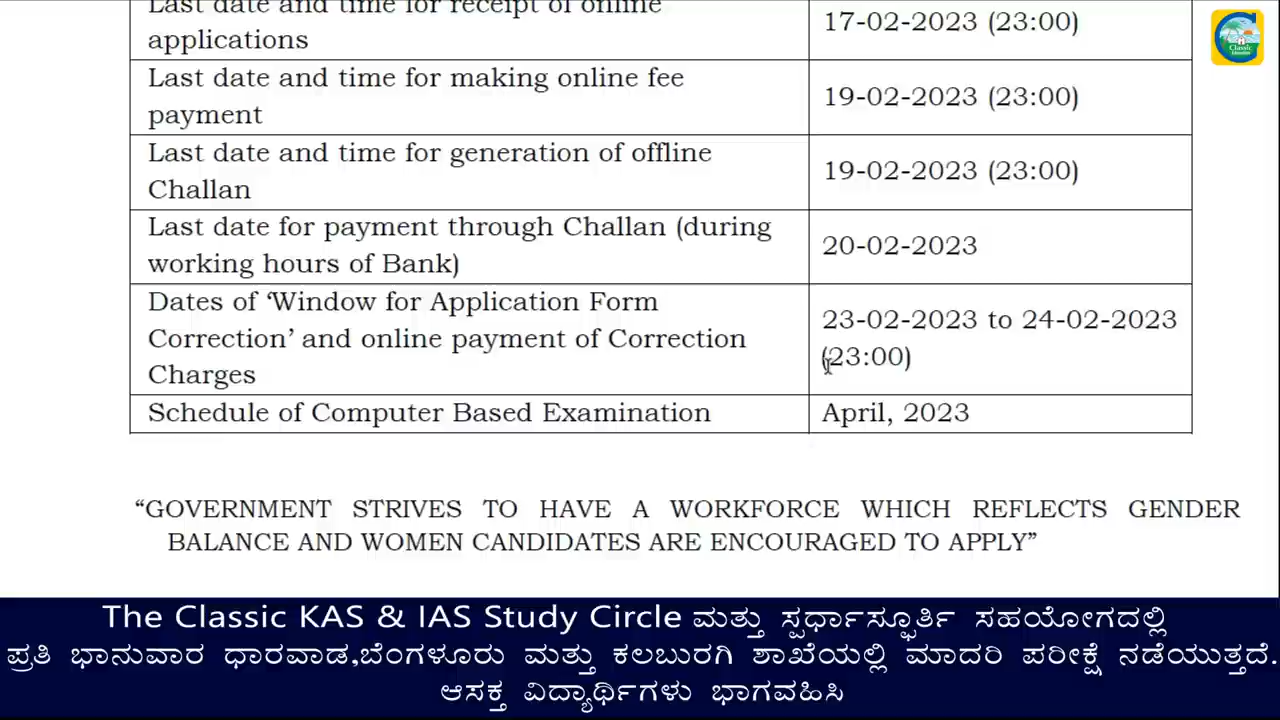 Last date and time for receipt of online
applications
17-02-2023 (23:00)
Last date and time for making online fee
payment
19-02-2023 (23:00)
Last date and time for generation of offline
Challan
19-02-2023 (23:00)
Last date for payment through Challan (during
working hours of Bank)
20-02-2023
Dates of ‘Window for Application Form
Correction’ and online payment of Correction
Charges
23-02-2023 to 24-02-2023
(23:00)
Schedule of Computer Based Examination
April, 2023
“GOVERNMENT STRIVES TO HAVE A WORKFORCE WHICH REFLECTS GENDER
BALANCE AND WOMEN CANDIDATES ARE ENCOURAGED TO APPLY”
Classic
Education
The Classic KAS & IAS Study Circle ಮತ್ತು ಸ್ಪರ್ಧಾಸ್ಫೂರ್ತಿ ಸಹಯೋಗದಲ್ಲಿ
ಪ್ರತಿ ಭಾನುವಾರ ಧಾರವಾಡ,ಬೆಂಗಳೂರು ಮತ್ತು ಕಲಬುರಗಿ ಶಾಖೆಯಲ್ಲಿ ಮಾದರಿ ಪರೀಕ್ಷೆ ನಡೆಯುತ್ತದೆ.
ಆಸಕ್ತ ವಿದ್ಯಾರ್ಥಿಗಳು ಭಾಗವಹಿಸಿ